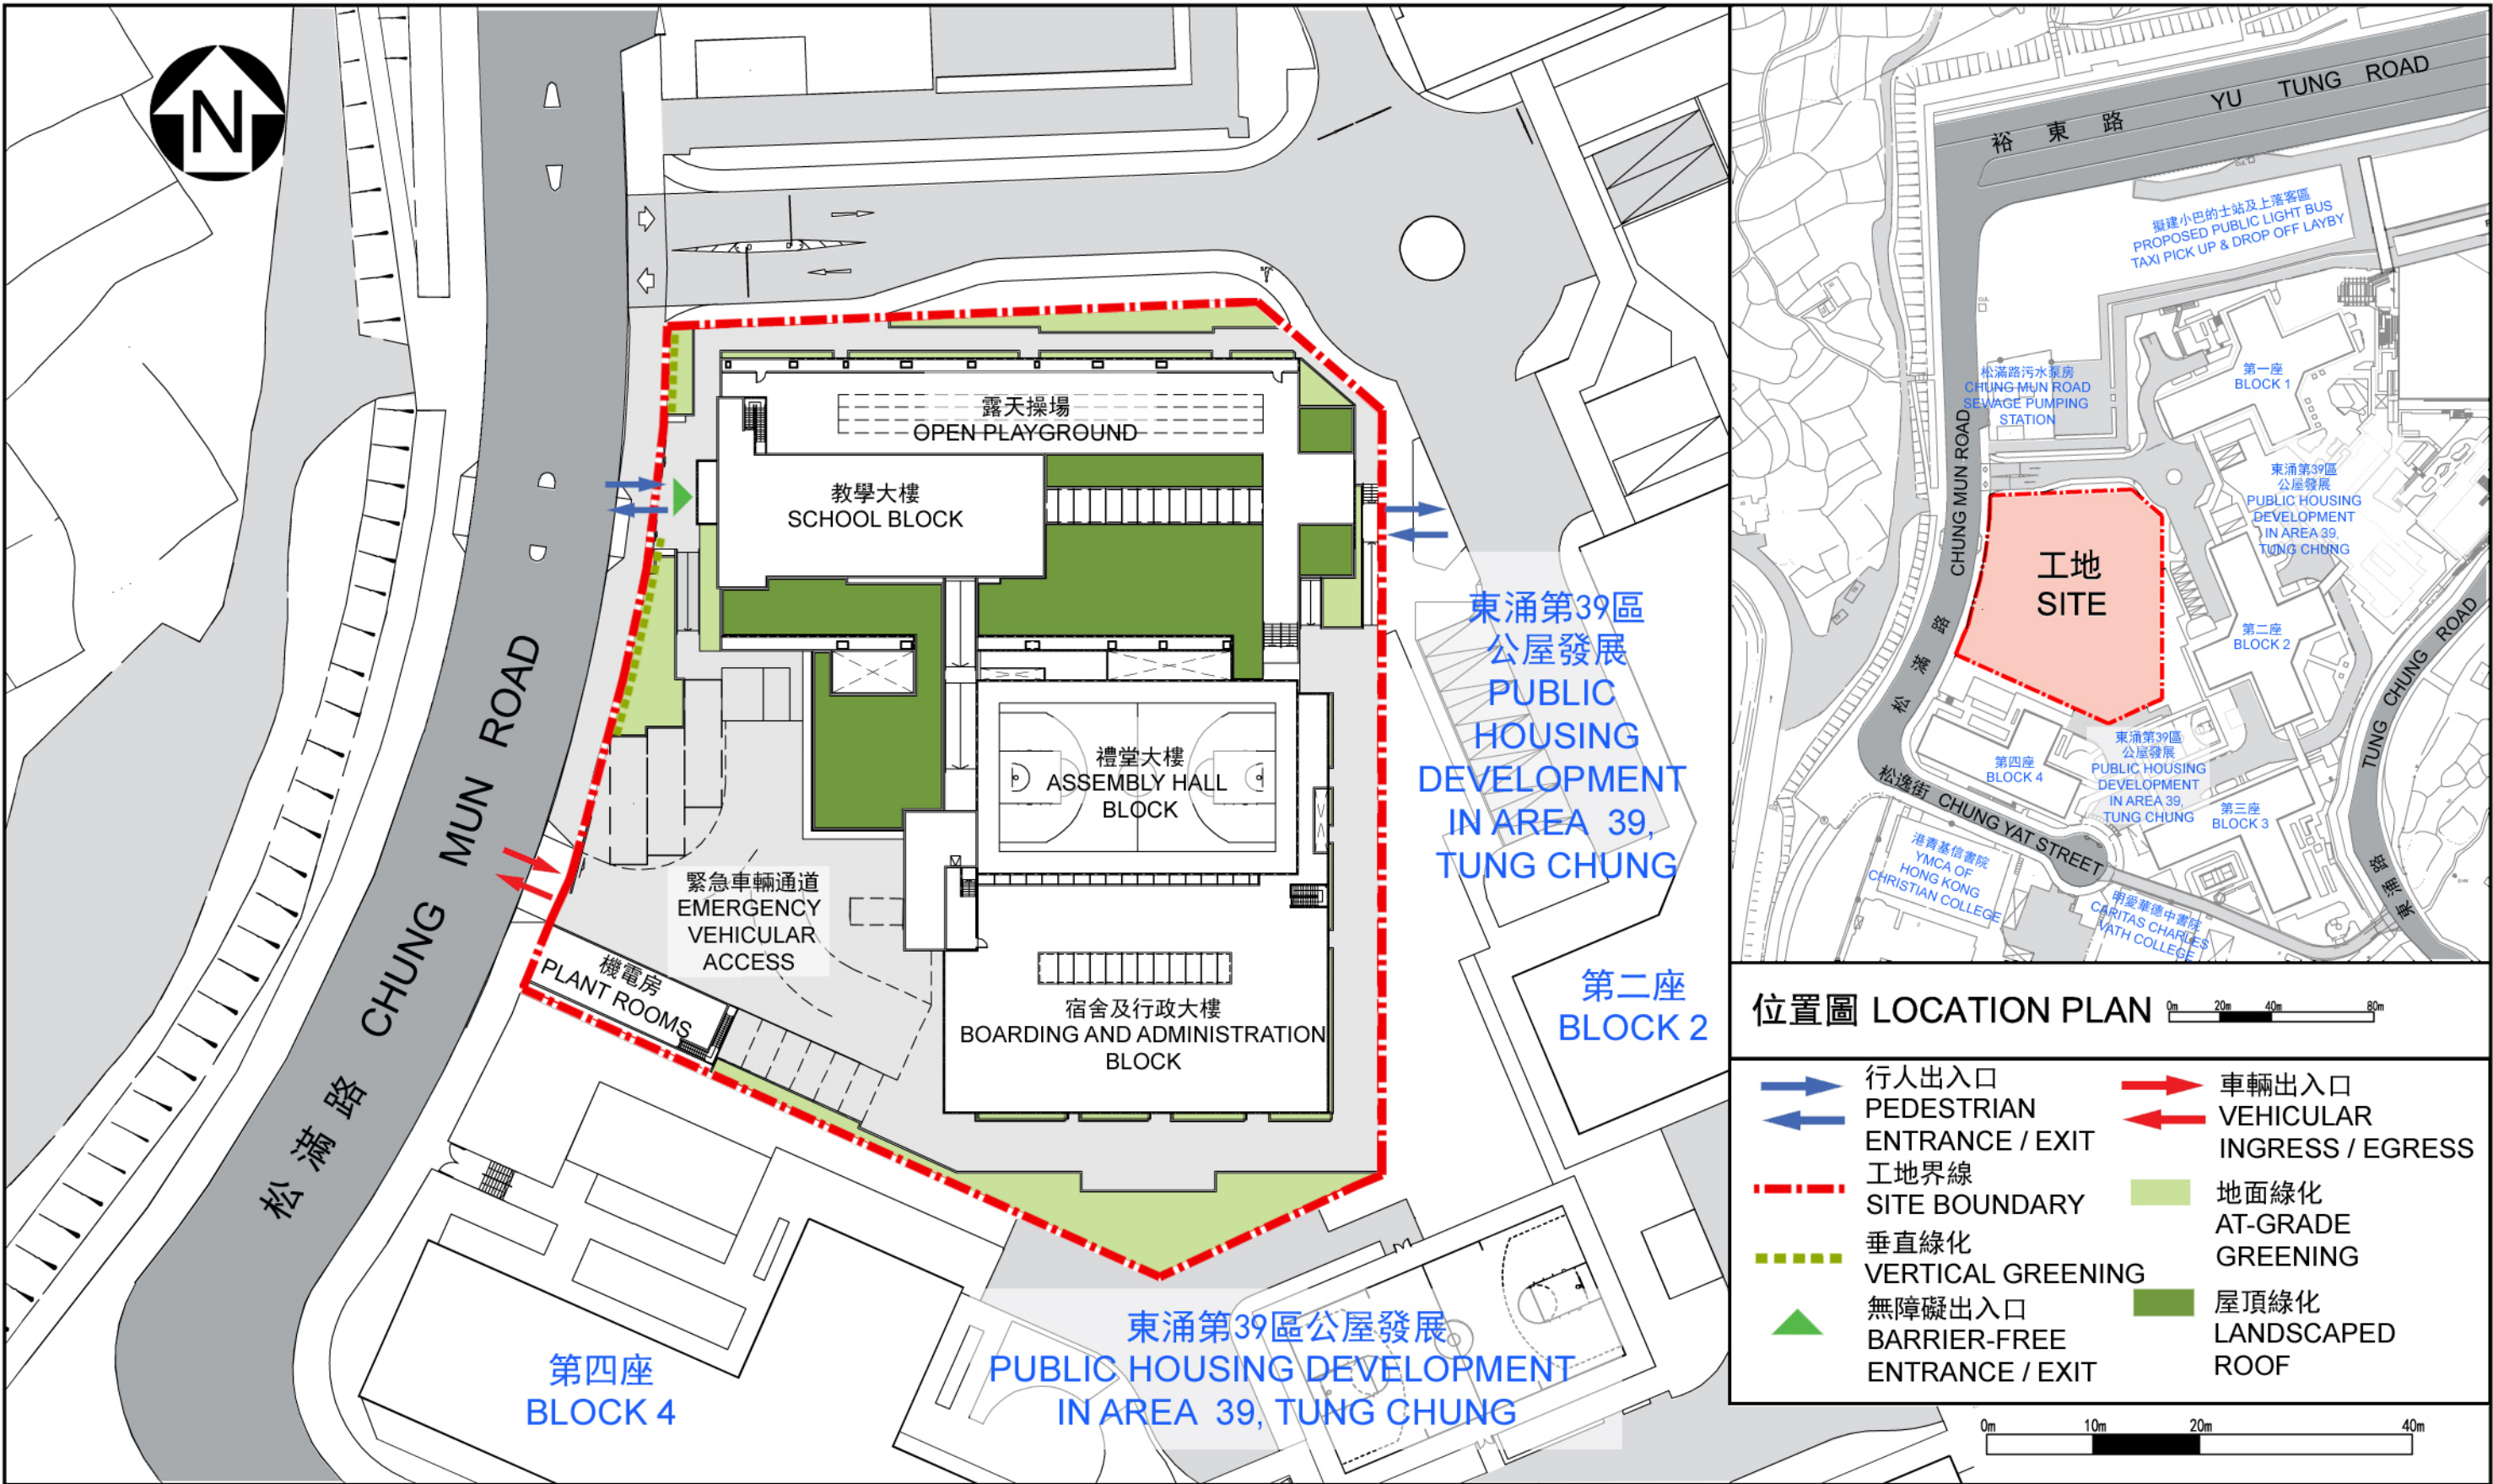 N
露天操場
OPEN PLAYGROUND
教學大樓
SCHOOL BLOCK
禮堂大樓
ASSEMBLY HALL
BLOCK
緊急車輛通道
EMERGENCY
VEHICULAR
ACCESS
機電房
PLANT ROOMS
宿舍及行政大樓
BOARDING AND ADMINISTRATION
BLOCK
松滿路 CHUNG MUN ROAD
東涌第39區
公屋發展
PUBLIC
HOUSING
DEVELOPMENT
IN AREA 39,
TUNG CHUNG
第二座
BLOCK 2
第四座
BLOCK 4
東涌第39區公屋發展
PUBLIC HOUSING DEVELOPMENT
IN AREA 39, TUNG CHUNG
裕東路 YU TUNG ROAD
擬建小巴的士站及上落客區
PROPOSED PUBLIC LIGHT BUS
TAXI PICK UP & DROP OFF LAYBY
第一座
BLOCK 1
松滿路污水泵房
CHUNG MUN ROAD
SEWAGE PUMPING
STATION
東涌第39區
公屋發展
PUBLIC HOUSING
DEVELOPMENT
IN AREA 39,
TUNG CHUNG
松滿路 CHUNG MUN ROAD
工地
SITE
第二座
BLOCK 2
TUNG CHUNG ROAD
東涌路
第四座
BLOCK 4
東涌第39區
公屋發展
PUBLIC HOUSING
DEVELOPMENT
IN AREA 39,
TUNG CHUNG
第三座
BLOCK 3
松逸街 CHUNG YAT STREET
港青基信書院
YMCA OF
HONG KONG
CHRISTIAN COLLEGE
明愛華德中書院
CARITAS CHARLES
VATH COLLEGE
位置圖 LOCATION PLAN
0m 20m 40m 80m
行人出入口
PEDESTRIAN
ENTRANCE / EXIT
車輛出入口
VEHICULAR
INGRESS / EGRESS
工地界線
SITE BOUNDARY
地面綠化
AT-GRADE
GREENING
垂直綠化
VERTICAL GREENING
無障礙出入口
BARRIER-FREE
ENTRANCE / EXIT
屋頂綠化
LANDSCAPED
ROOF
0m 10m 20m 40m